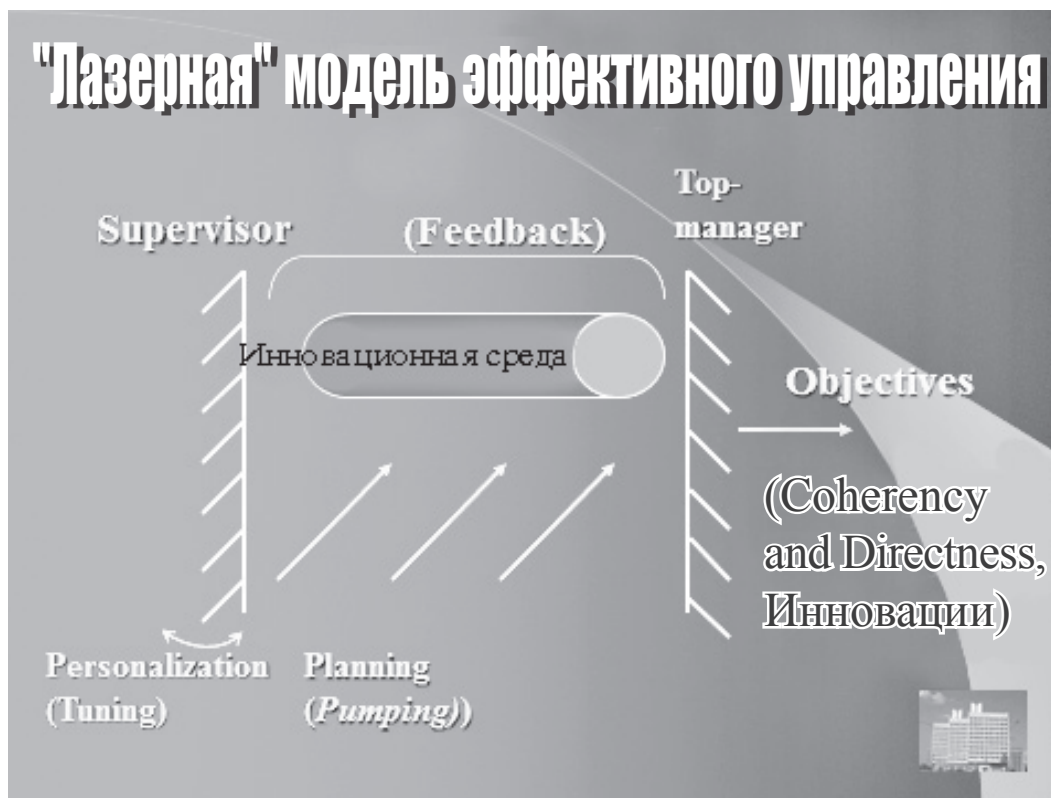 "Лазерная" модель эффективного управления
Supervisor
(Feedback)
Top-
manager
Инновационная среда
Objectives
(Coherency
and Directness,
Инновации)
Personalization
(Tuning)
Planning
(Pumping))